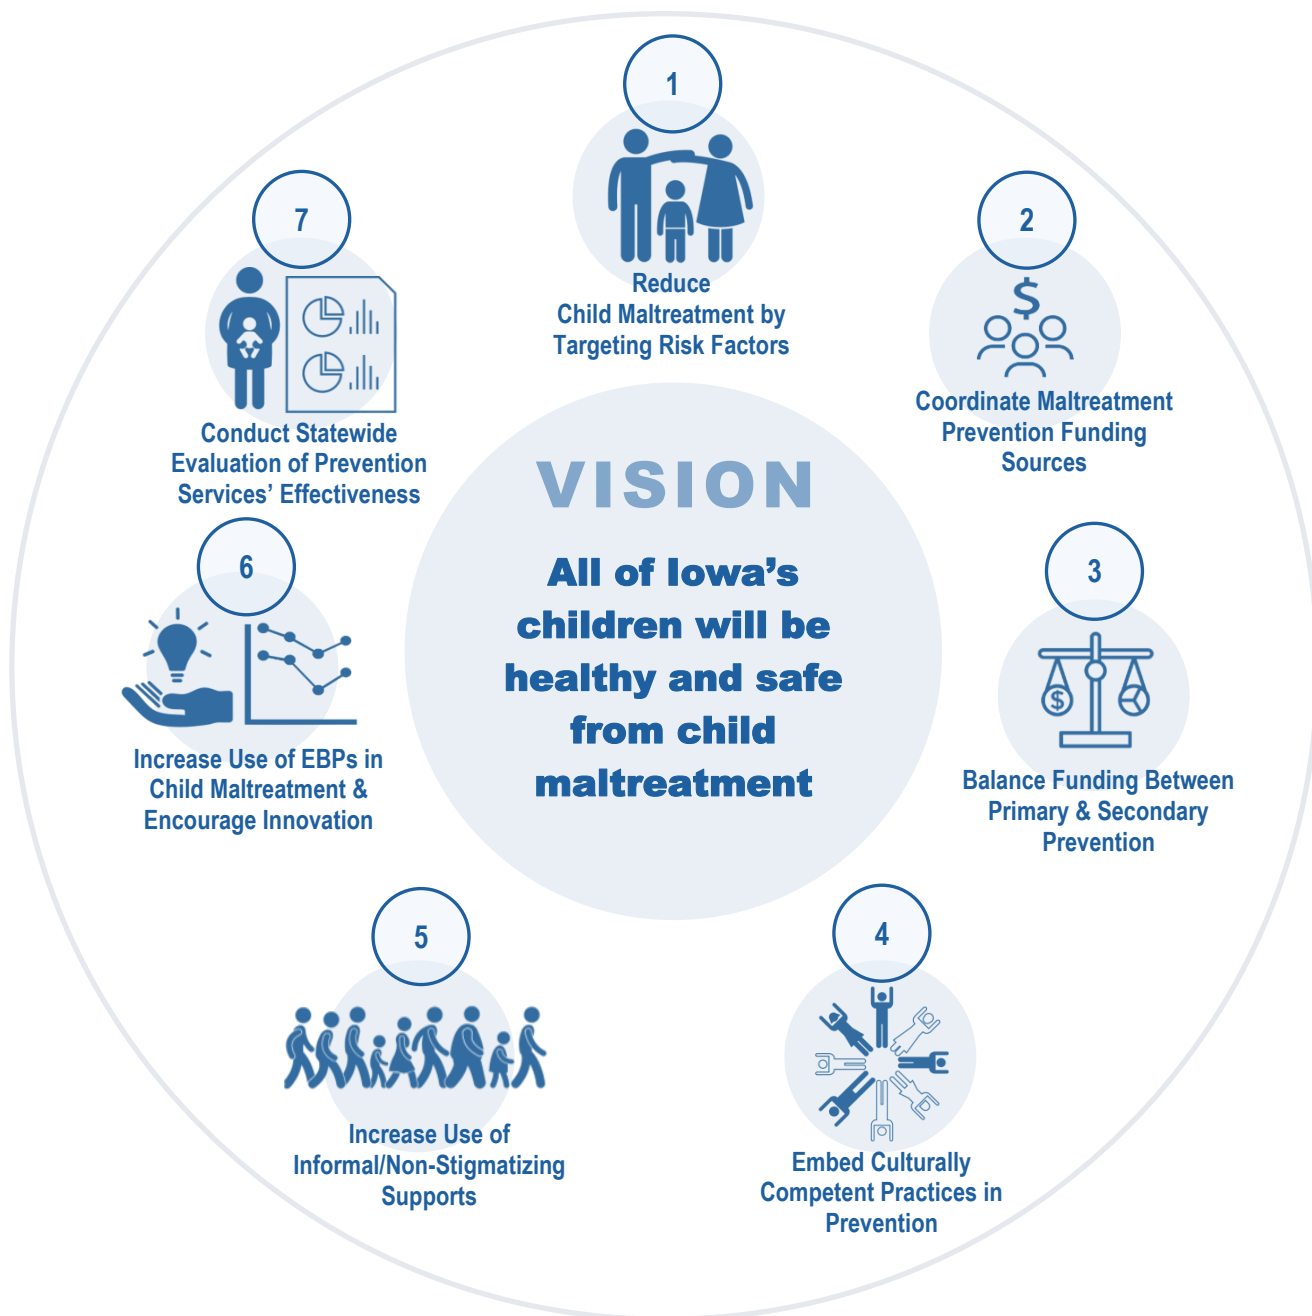 1
Reduce
Child Maltreatment by
Targeting Risk Factors
2
$
Coordinate Maltreatment
Prevention Funding
Sources
3
$
Balance Funding Between
Primary & Secondary
Prevention
4
Embed Culturally
Competent Practices in
Prevention
5
Increase Use of
Informal/Non-Stigmatizing
Supports
6
Increase Use of EBPs in
Child Maltreatment &
Encourage Innovation
7
Conduct Statewide
Evaluation of Prevention
Services’ Effectiveness
VISION
All of Iowa’s
children will be
healthy and safe
from child
maltreatment